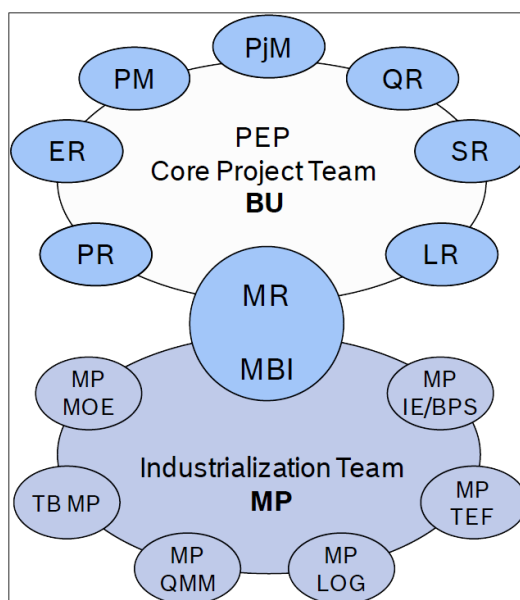 PjM
PM
QR
ER
SR
PEP
Core Project Team
BU
PR
LR
MR
MBI
MP
MOE
MP
IE/BPS
Industrialization Team
MP
TB MP
MP
TEF
MP
QMM
MP
LOG